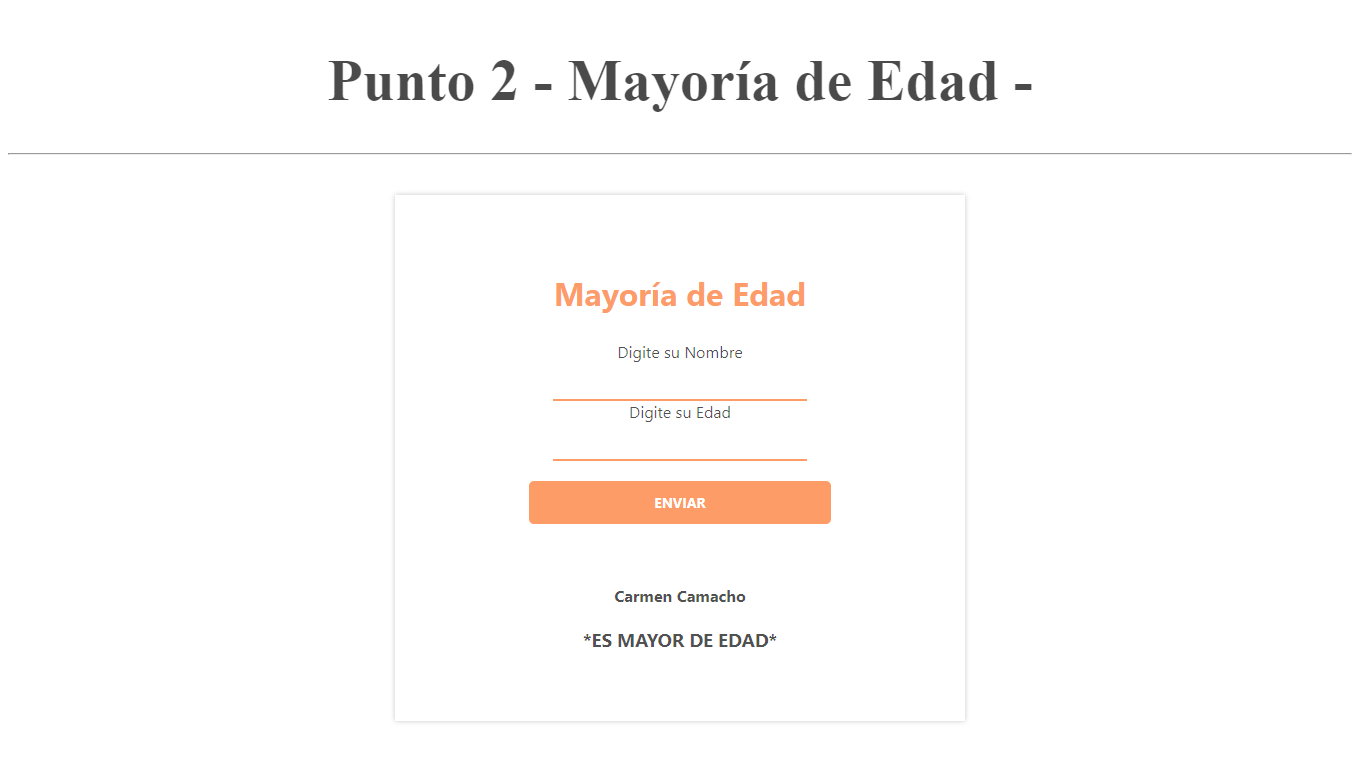 Punto 2 - Mayoría de Edad -
Mayoría de Edad
Digite su Nombre
Digite su Edad
ENVIAR
Carmen Camacho
*ES MAYOR DE EDAD*